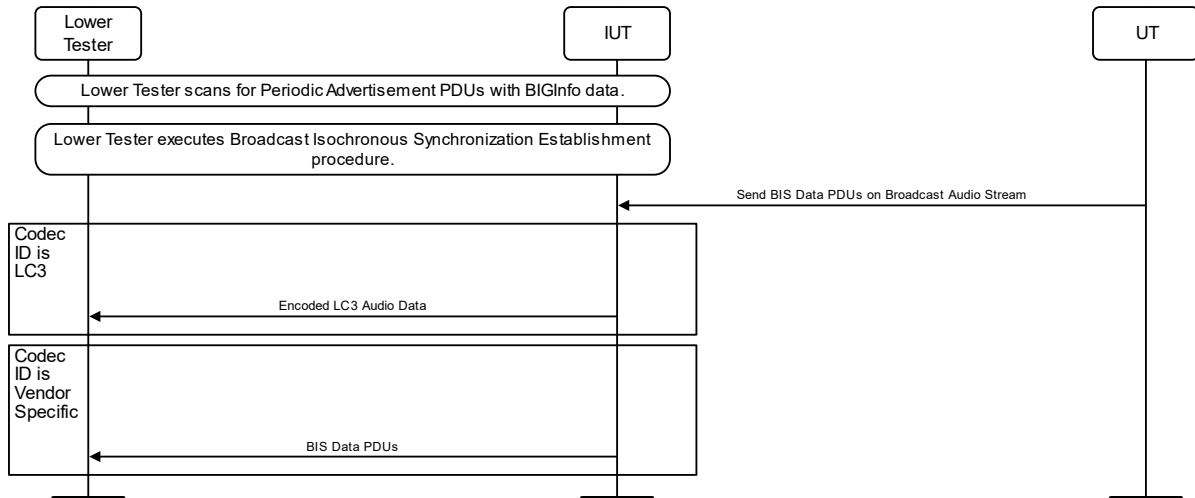 Lower
Tester
IUT
UT
Lower Tester scans for Periodic Advertisement PDUs with BIGInfo data.
Lower Tester executes Broadcast Isochronous Synchronization Establishment
procedure.
Send BIS Data PDUs on Broadcast Audio Stream
Codec
ID is
LC3
Encoded LC3 Audio Data
Codec
ID is
Vendor
Specific
BIS Data PDUs